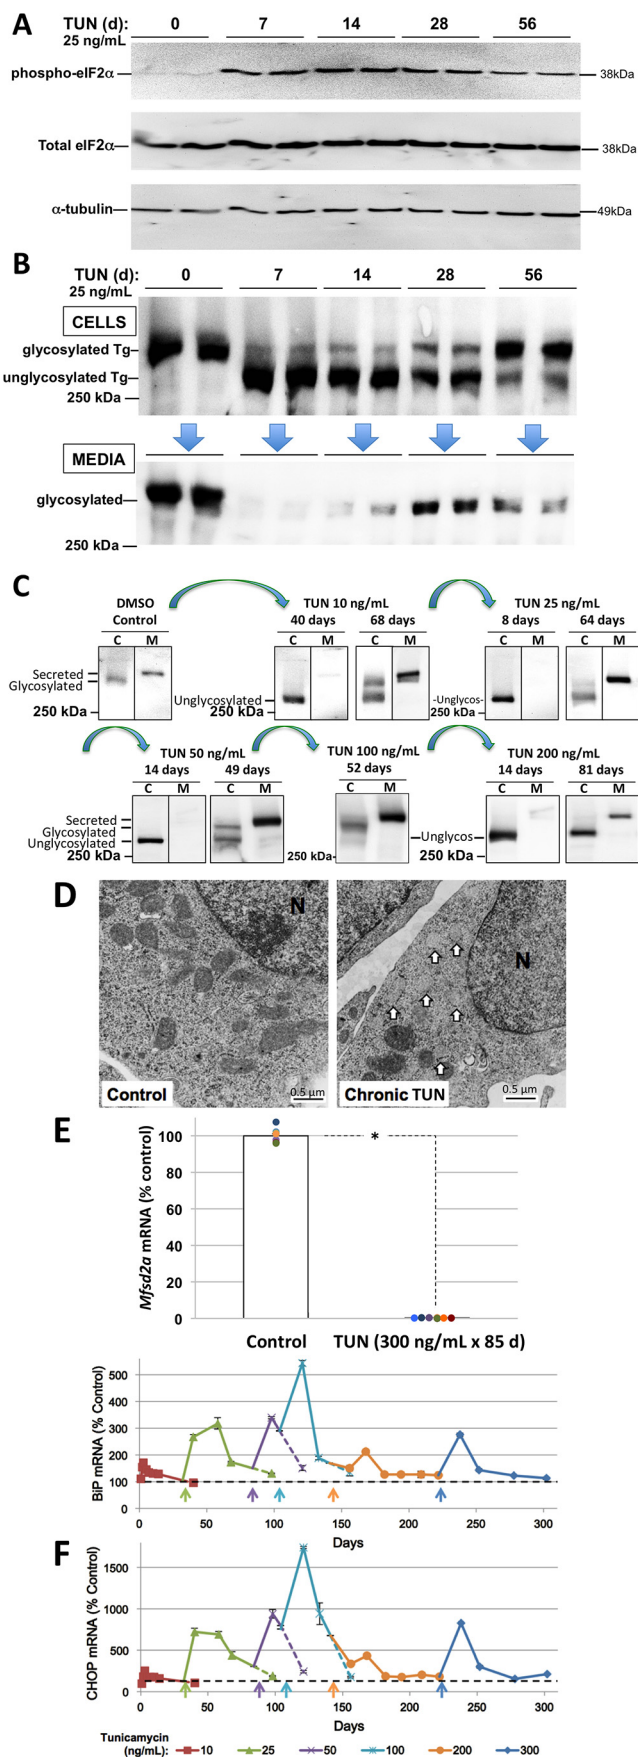 A
TUN (d): 0 7 14 28 56
25 ng/mL
phospho-eIF2α
38kDa
Total eIF2α
38kDa
α-tubulin
49kDa
B
TUN (d): 0 7 14 28 56
25 ng/mL
CELLS
glycosylated Tg
unglycosylated Tg
250 kDa
MEDIA
glycosylated
250 kDa
C
DMSO Control
TUN 10 ng/mL
TUN 25 ng/mL
40 days 68 days 8 days 64 days
C M C M C M C M C M
Secreted
Glycosylated
Unglycosylated
-Unglycos-
250 kDa 250 kDa 250 kDa
TUN 50 ng/mL TUN 100 ng/mL TUN 200 ng/mL
14 days 49 days 52 days 14 days 81 days
C M C M C M C M C M
Secreted
Glycosylated
Unglycosylated
Unglycos
250 kDa 250kDa 250 kDa
D
N
Control
0.5 µm
N
Chronic TUN
0.5 µm
E
Mfsd2a mRNA (% control)
100
80
60
40
20
0
*
Control TUN (300 ng/mL x 85 d)
BiP mRNA (% Control)
500
400
300
200
100
0
0 50 100 150 200 250 300
Days
F
CHOP mRNA (% Control)
1500
1000
500
0
0 50 100 150 200 250 300
Days
Tunicamycin (ng/mL): 10 25 50 100 200 300